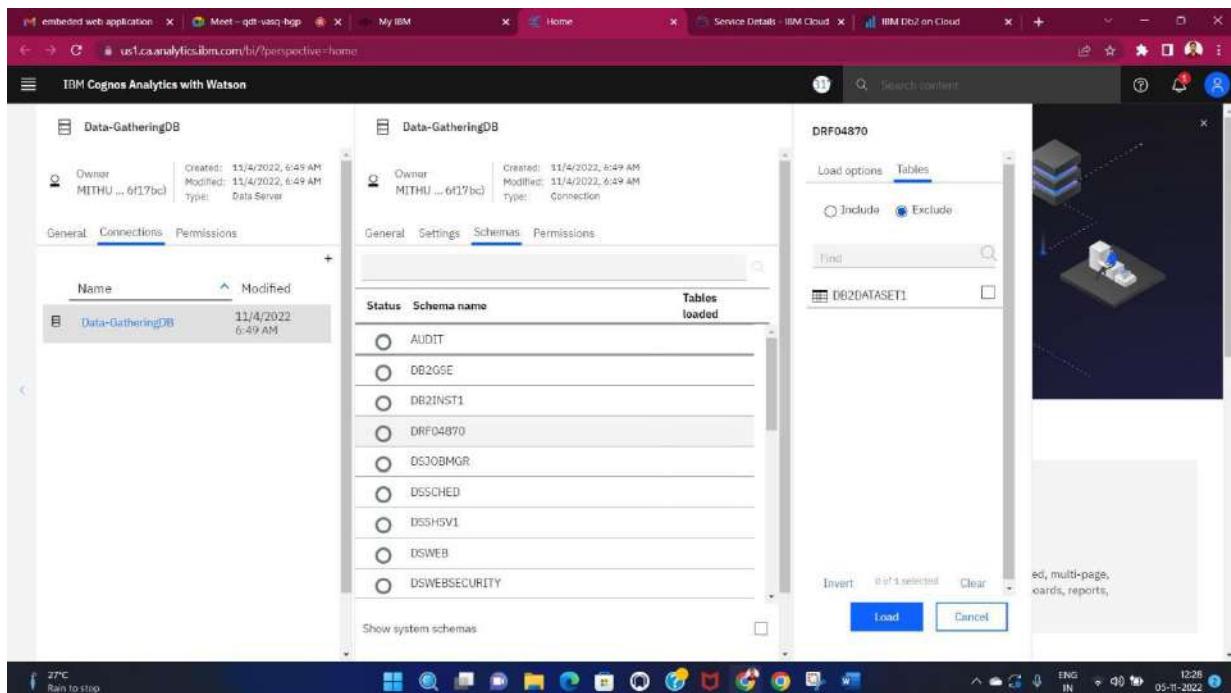 embeded web application
Meet – qdt-vasq-hgp
My IBM
Home
Service Details - IBM Cloud
IBM Db2 on Cloud
us1.ca.analytics.ibm.com/bi/?perspective=home
IBM Cognos Analytics with Watson
Search content
Data-GatheringDB
Owner
MITHU ... 6f17bc)
Created: 11/4/2022, 6:49 AM
Modified: 11/4/2022, 6:49 AM
Type: Data Server
General Connections Permissions
Name Modified
Data-GatheringDB 11/4/2022
6:49 AM
Data-GatheringDB
Owner
MITHU ... 6f17bc)
Created: 11/4/2022, 6:49 AM
Modified: 11/4/2022, 6:49 AM
Type: Connection
General Settings Schemas Permissions
Status Schema name Tables
loaded
AUDIT
DB2GSE
DB2INST1
DRF04870
DSJOBMGR
DSSCHED
DSSHSV1
DSWEB
DSWEBSECURITY
Show system schemas
DRF04870
Load options Tables
Include Exclude
Find
DB2DATASET1
Invert 0 of 1 selected Clear
Load Cancel
ed, multi-page,
oards, reports,
27°C
Rain to stop
ENG
IN
12:28
05-11-2022